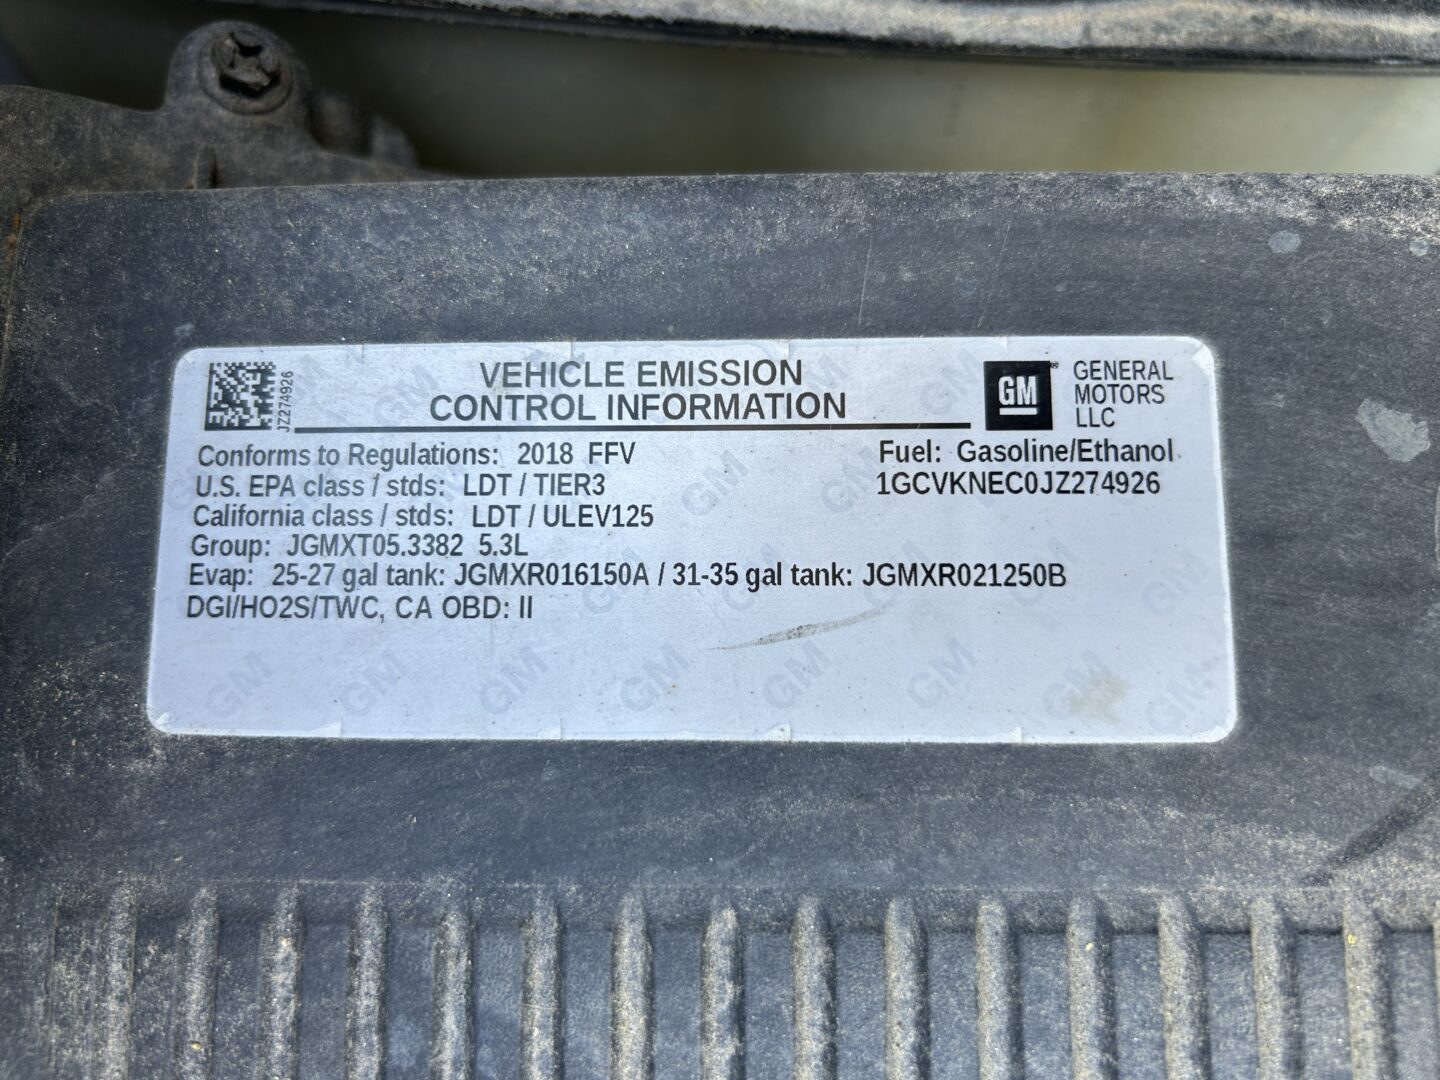 JZ274926
VEHICLE EMISSION
CONTROL INFORMATION
GM
GENERAL
MOTORS
LLC
Conforms to Regulations: 2018 FFV
Fuel: Gasoline/Ethanol
U.S. EPA class / stds: LDT / TIER3
1GCVKNEC0JZ274926
California class / stds: LDT / ULEV125
Group: JGMXT05.3382 5.3L
Evap: 25-27 gal tank: JGMXR016150A / 31-35 gal tank: JGMXR021250B
DGI/HO2S/TWC, CA OBD: II